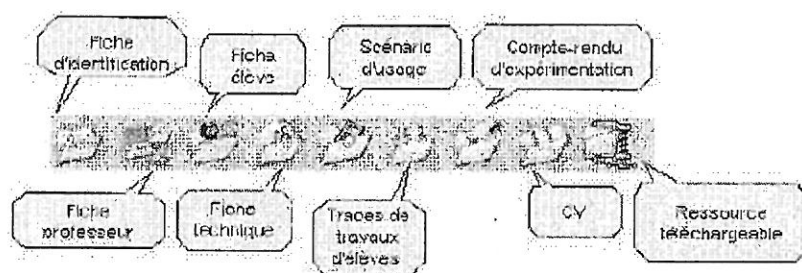 Fiche
d'identification
Fiche
élève
Scénario
d'usage
Compte-rendu
d'expérimentation
Fiche
professeur
Fiche
technique
Traces de
travaux
d'élèves
CV
Ressource
téléchargeable